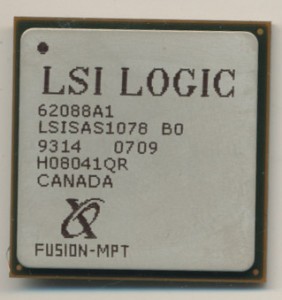 LSI LOGIC
62088A1
LSISAS1078 B0
9314 0709
H08041QR
CANADA
FUSION-MPT